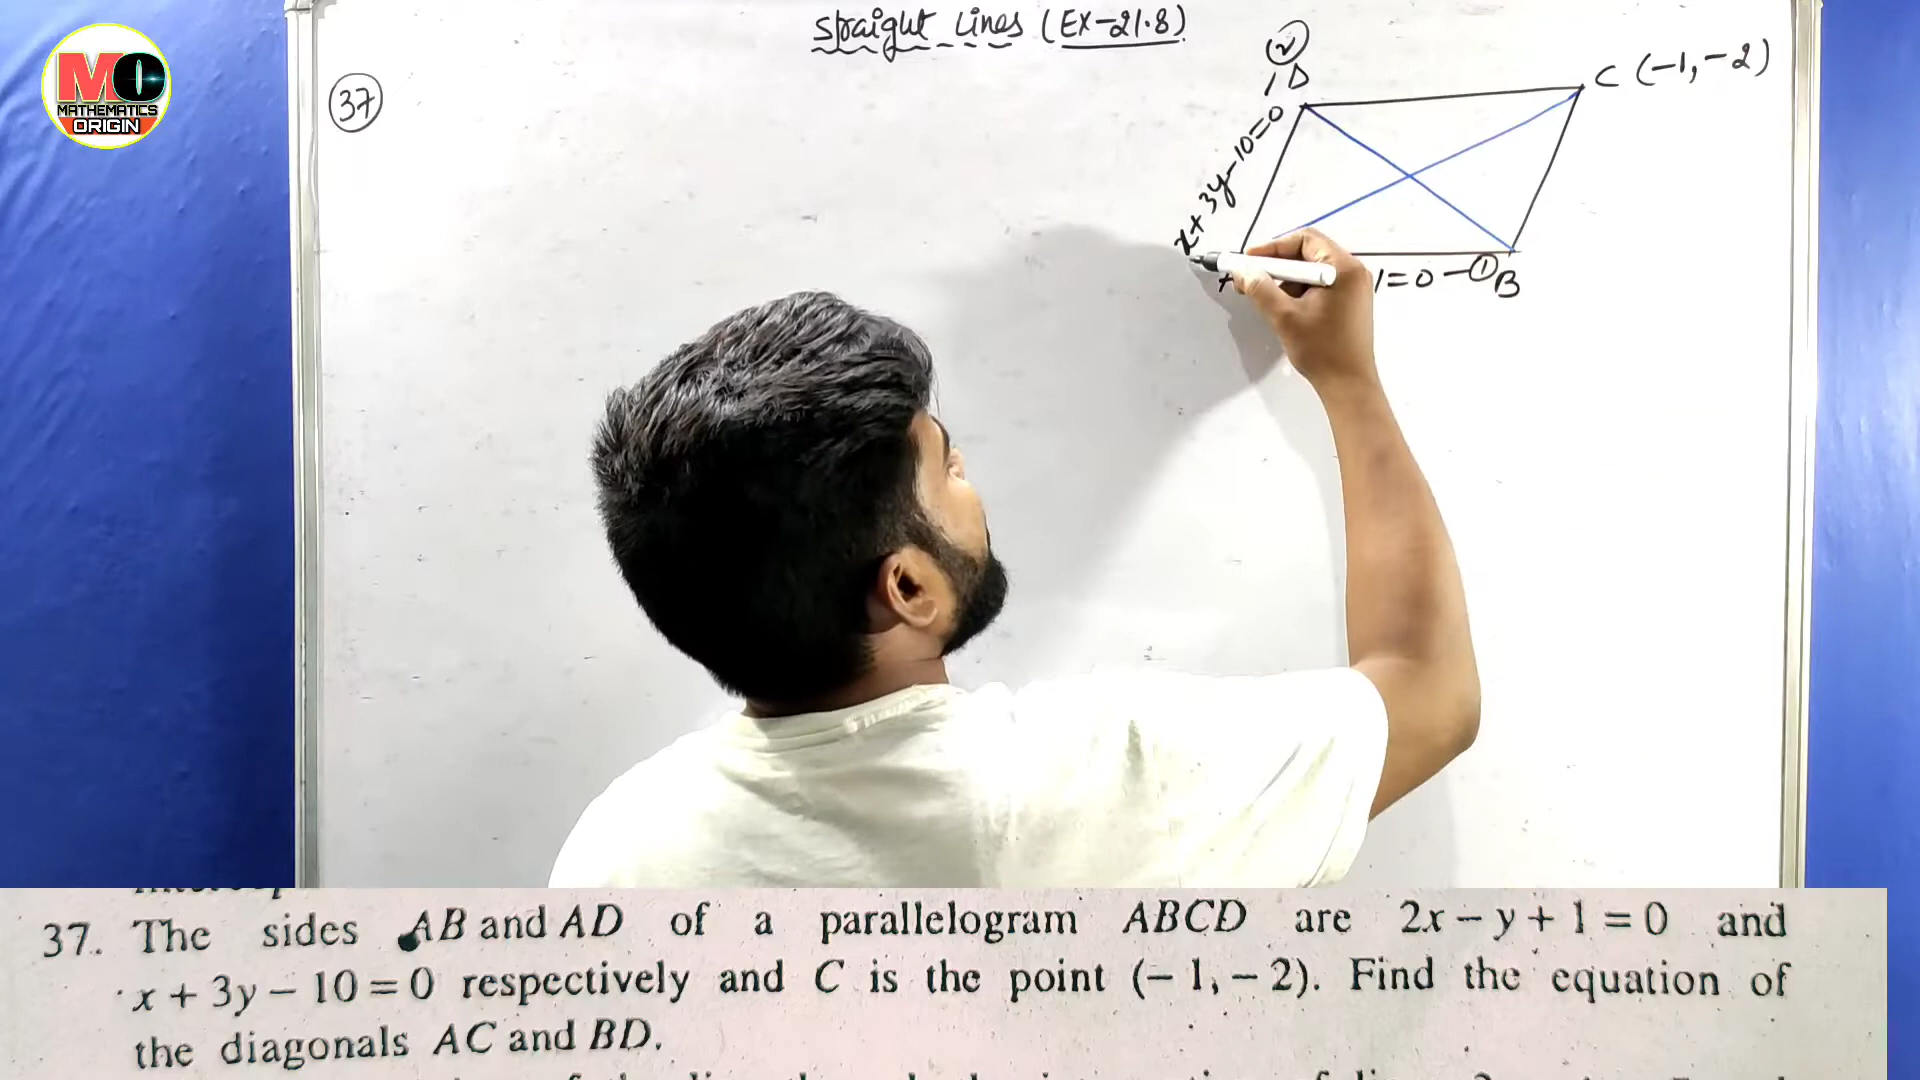 MO
MATHEMATICS
ORIGIN
Straight Lines (EX-21.8)
(37)
(2)
D
C (-1,-2)
x+3y-10=0
1=0 -(1) B
37. The sides AB and AD of a parallelogram ABCD are 2x - y + 1 = 0 and
x + 3y - 10 = 0 respectively and C is the point (- 1, - 2). Find the equation of
the diagonals AC and BD.